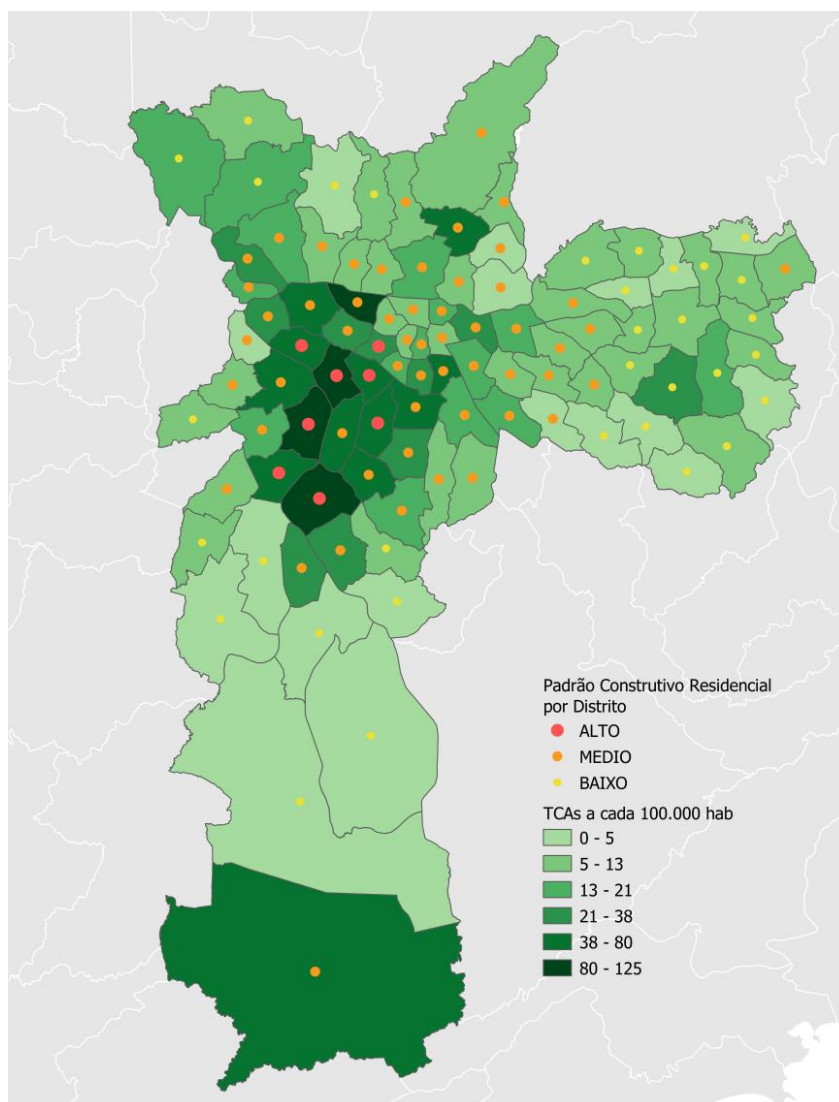 Padrão Construtivo Residencial
por Distrito
ALTO
MEDIO
BAIXO
TCAs a cada 100.000 hab
0 - 5
5 - 13
13 - 21
21 - 38
38 - 80
80 - 125